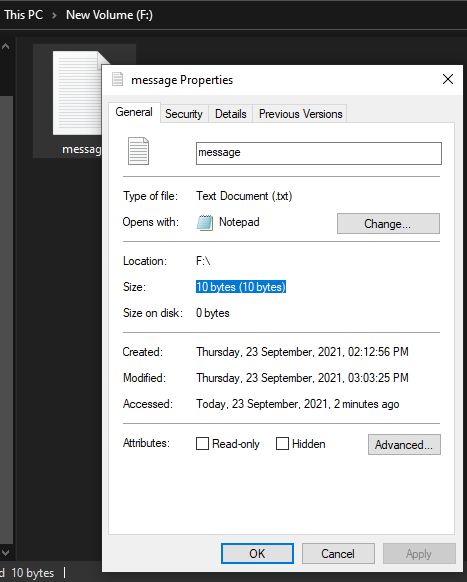 This PC > New Volume (F:)
messag
message Properties
General Security Details Previous Versions
message
Type of file: Text Document (.txt)
Opens with: Notepad Change...
Location: F:\
Size: 10 bytes (10 bytes)
Size on disk: 0 bytes
Created: Thursday, 23 September, 2021, 02:12:56 PM
Modified: Thursday, 23 September, 2021, 03:03:25 PM
Accessed: Today, 23 September, 2021, 2 minutes ago
Attributes: Read-only Hidden Advanced...
OK Cancel Apply
d 10 bytes